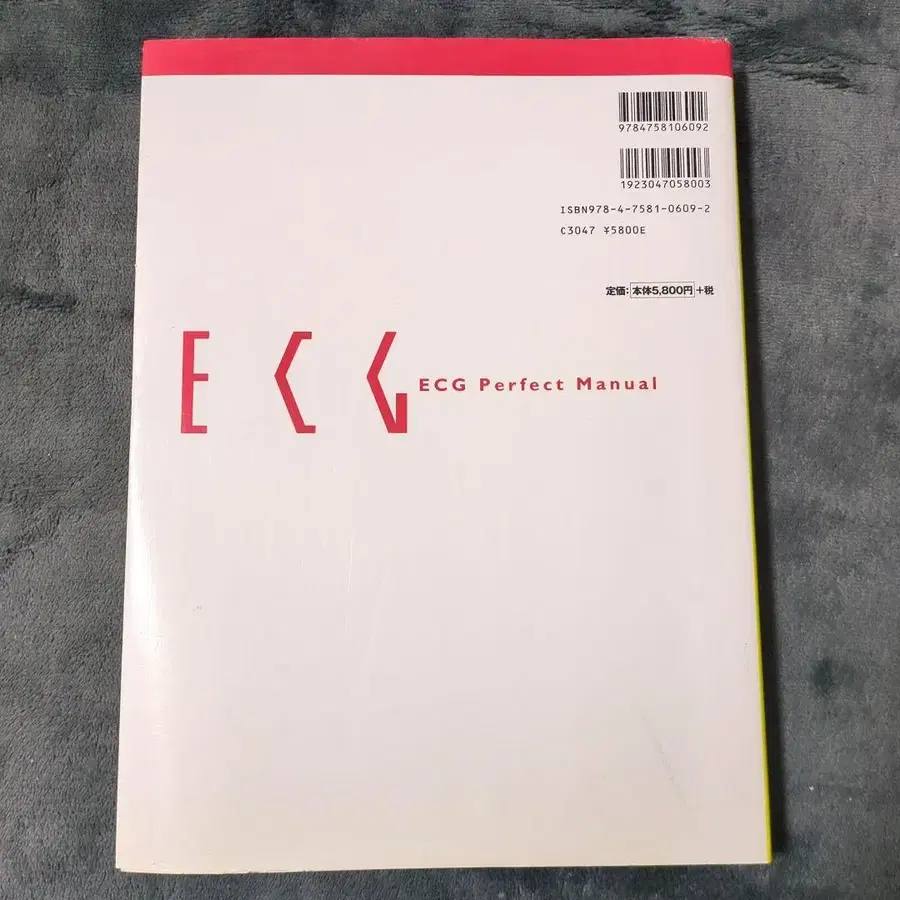 9784758106092
1923047058003
ISBN978-4-7581-0609-2
C3047 ¥5800E
定価：本体5,800円+税
ECG
ECG Perfect Manual